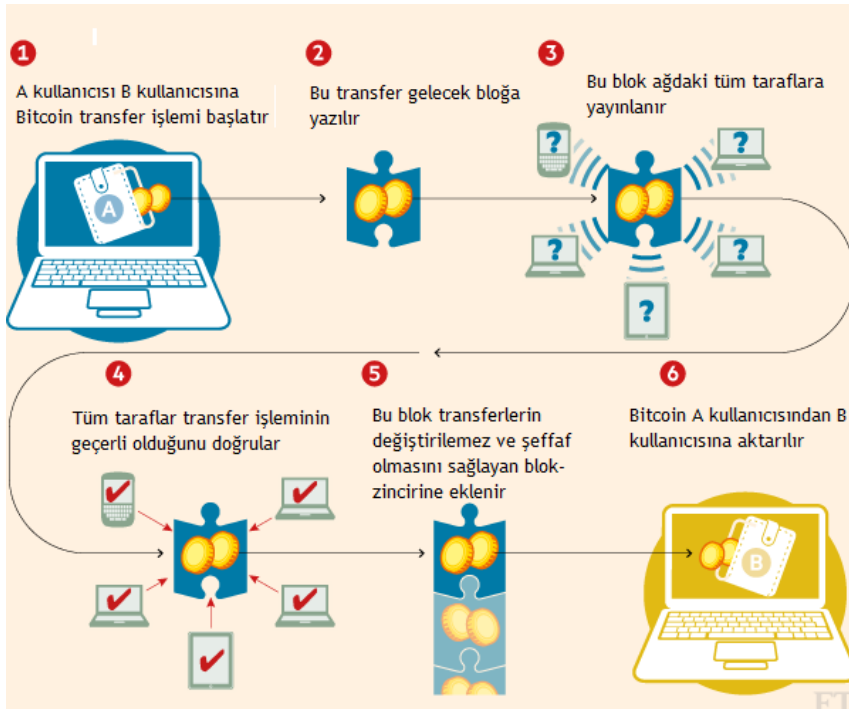 1
A kullanıcısı B kullanıcısına
Bitcoin transfer işlemi başlatır
2
Bu transfer gelecek bloğa
yazılır
3
Bu blok ağdaki tüm taraflara
yayınlanır
A
?
?
?
?
?
4
Tüm taraflar transfer işleminin
geçerli olduğunu doğrular
5
Bu blok transferlerin
değiştirilemez ve şeffaf
olmasını sağlayan blok-
zincirine eklenir
6
Bitcoin A kullanıcısından B
kullanıcısına aktarılır
B
FT